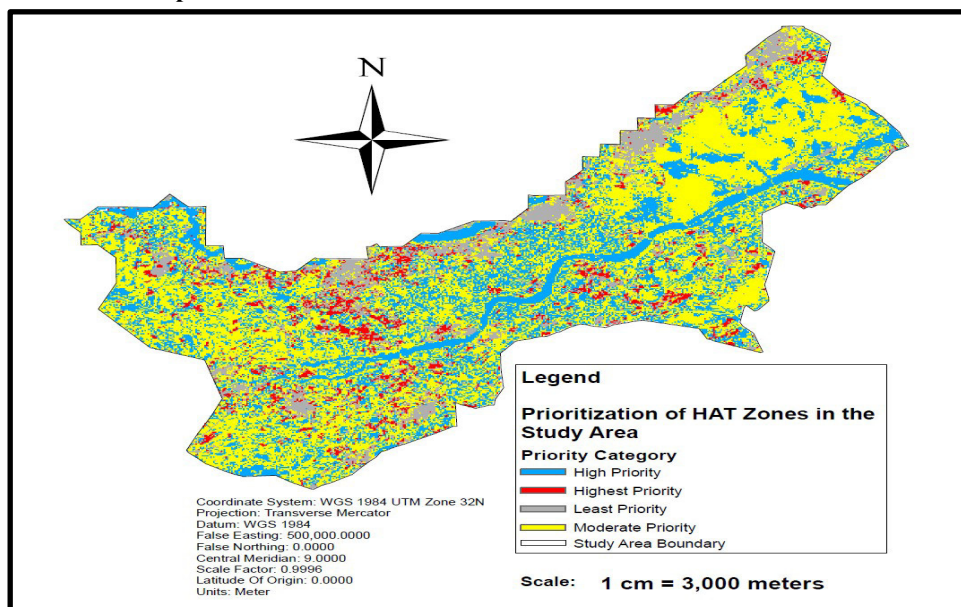 N
Legend
Prioritization of HAT Zones in the
Study Area
Priority Category
High Priority
Highest Priority
Least Priority
Moderate Priority
Study Area Boundary
Coordinate System: WGS 1984 UTM Zone 32N
Projection: Transverse Mercator
Datum: WGS 1984
False Easting: 500,000.0000
False Northing: 0.0000
Central Meridian: 9.0000
Scale Factor: 0.9996
Latitude Of Origin: 0.0000
Units: Meter
Scale: 1 cm = 3,000 meters